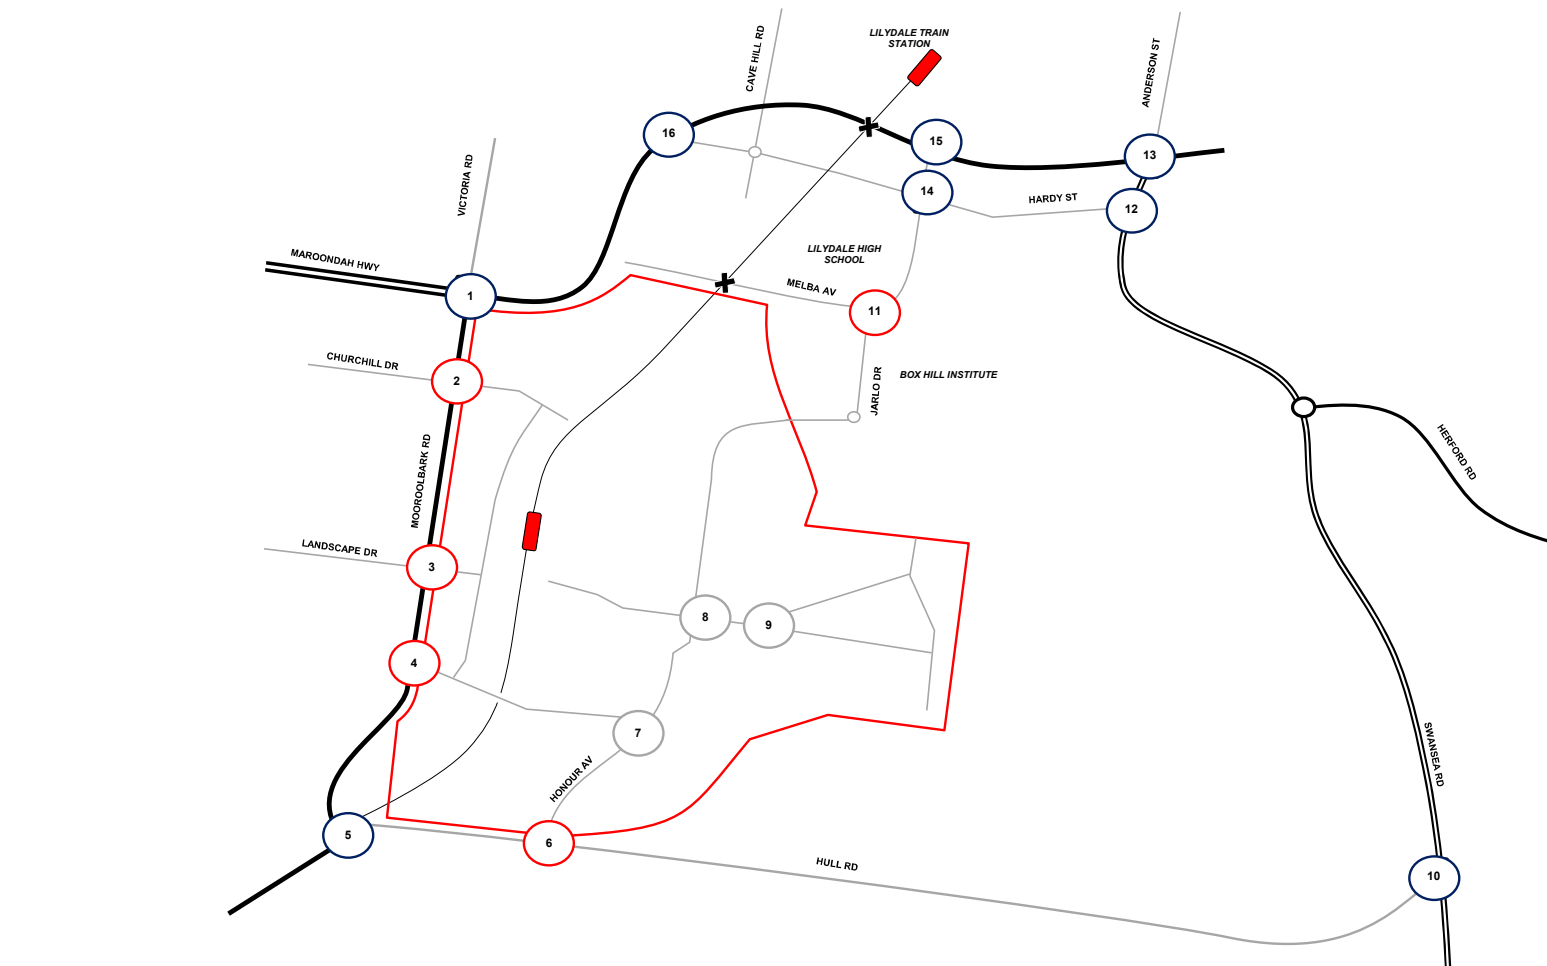 CAVE HILL RD
LILYDALE TRAIN
STATION
ANDERSON ST
16
15
13
VICTORIA RD
14
HARDY ST
12
MAROONDAH HWY
LILYDALE HIGH
SCHOOL
1
MELBA AV
11
CHURCHILL DR
2
JARLO DR
BOX HILL INSTITUTE
HERFORD RD
MOOROOLBARK RD
LANDSCAPE DR
3
8
9
4
7
SWANSEA RD
HONOUR AV
5
6
HULL RD
10